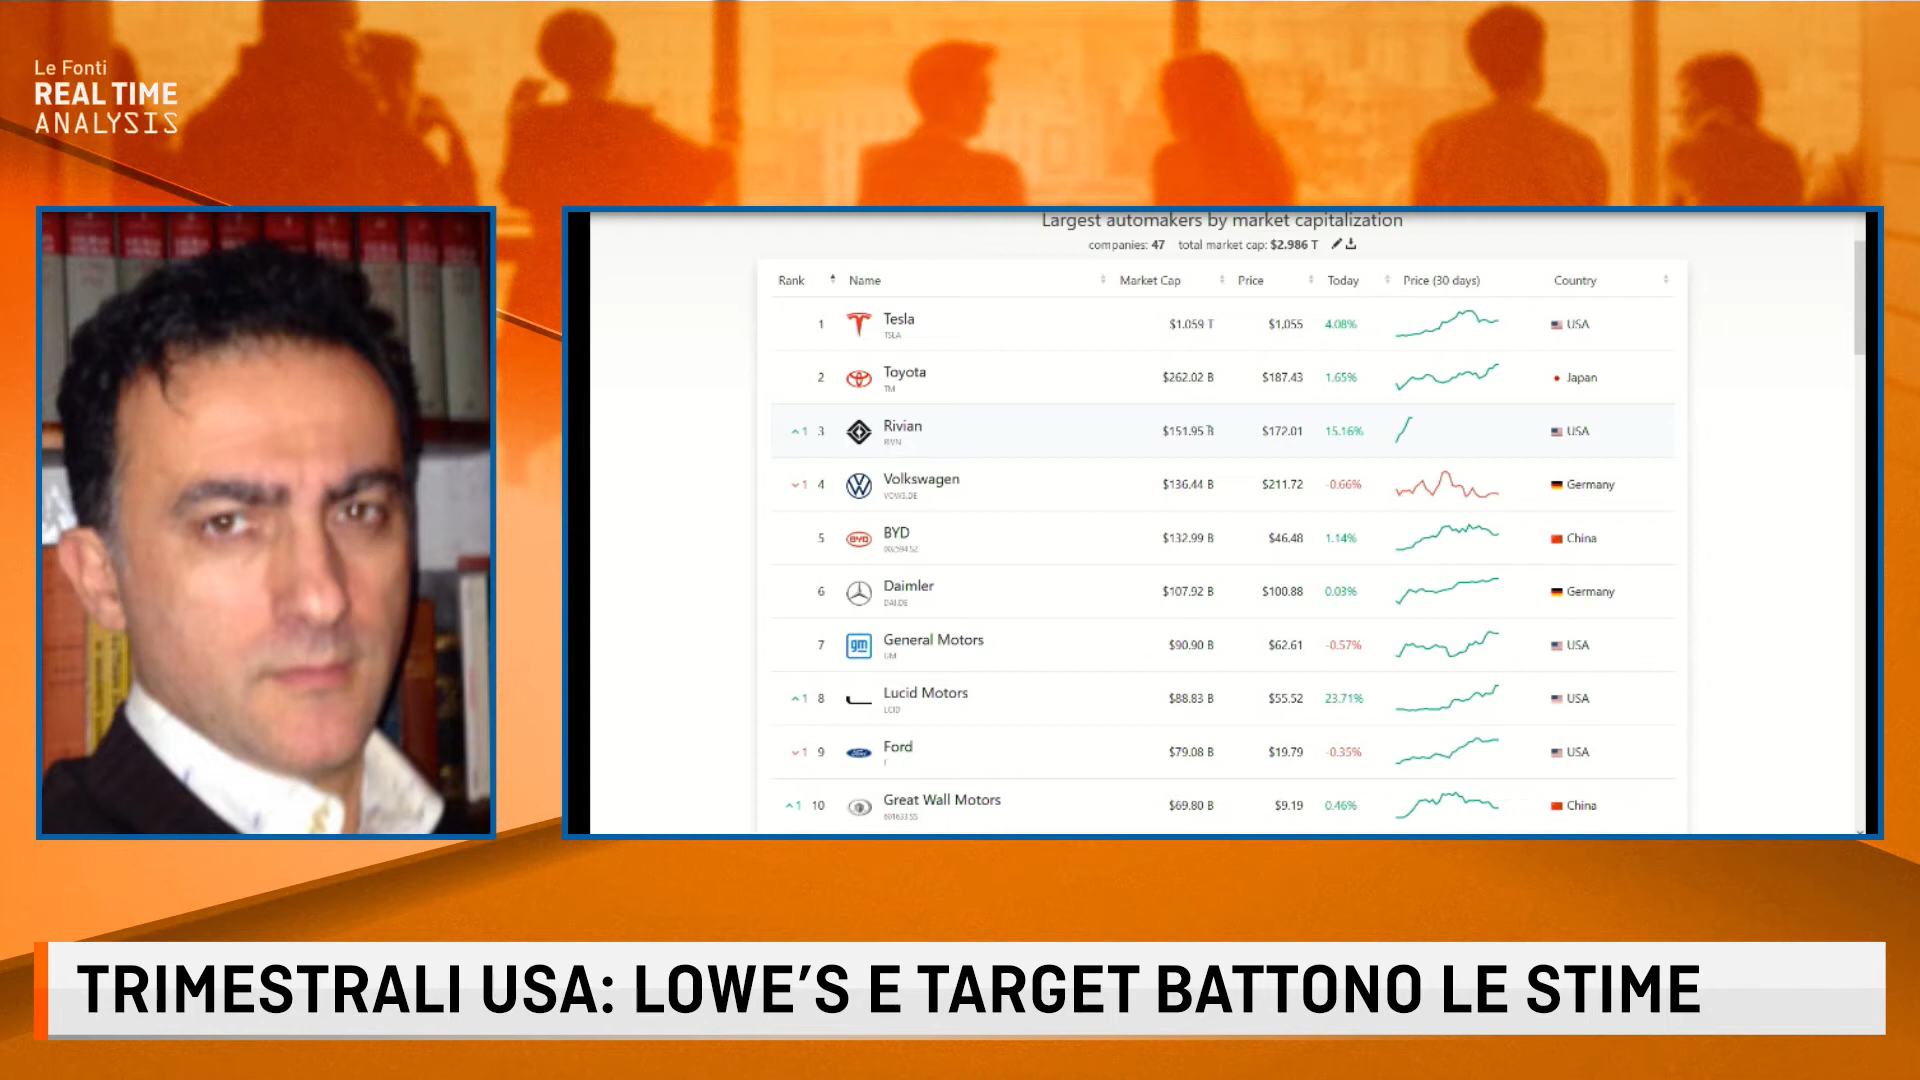 Le Fonti
REAL TIME
ANALYSIS
Largest automakers by market capitalization
companies: 47 total market cap: $2.986 T
Rank Name Market Cap Price Today Price (30 days) Country
1 Tesla $1.059 T $1,055 4.08% USA
TSLA
2 Toyota $262.02 B $187.43 1.65% Japan
TM
1 3 Rivian $151.95 B $172.01 15.16% USA
RIVN
1 4 Volkswagen $136.44 B $211.72 -0.66% Germany
VOW3.DE
5 BYD $132.99 B $46.48 1.14% China
002594.SZ
6 Daimler $107.92 B $100.88 0.03% Germany
DAI.DE
7 gm General Motors $90.90 B $62.61 -0.57% USA
GM
1 8 Lucid Motors $88.83 B $55.52 23.71% USA
LCID
1 9 Ford $79.08 B $19.79 -0.35% USA
F
1 10 Great Wall Motors $69.80 B $9.19 0.46% China
601633.SS
TRIMESTRALI USA: LOWE'S E TARGET BATTONO LE STIME